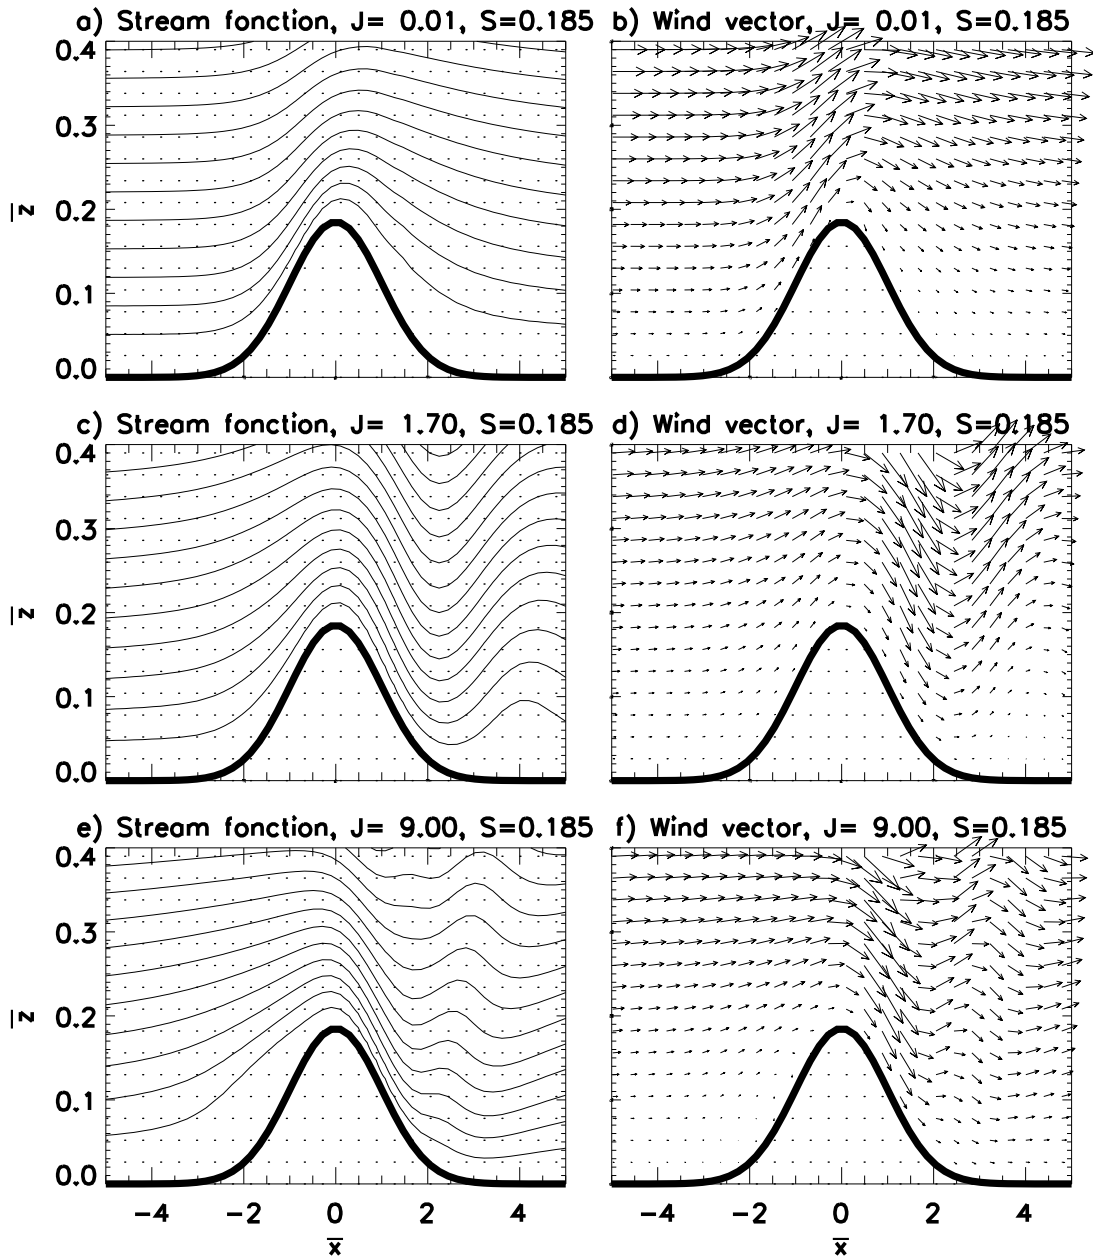 a) Stream fonction, J= 0.01, S=0.185
b) Wind vector, J= 0.01, S=0.185
0.4
0.3
0.2
0.1
0.0
z
c) Stream fonction, J= 1.70, S=0.185
d) Wind vector, J= 1.70, S=0.185
0.4
0.3
0.2
0.1
0.0
z
e) Stream fonction, J= 9.00, S=0.185
f) Wind vector, J= 9.00, S=0.185
0.4
0.3
0.2
0.1
0.0
z
-4 -2 0 2 4
-4 -2 0 2 4
x
x